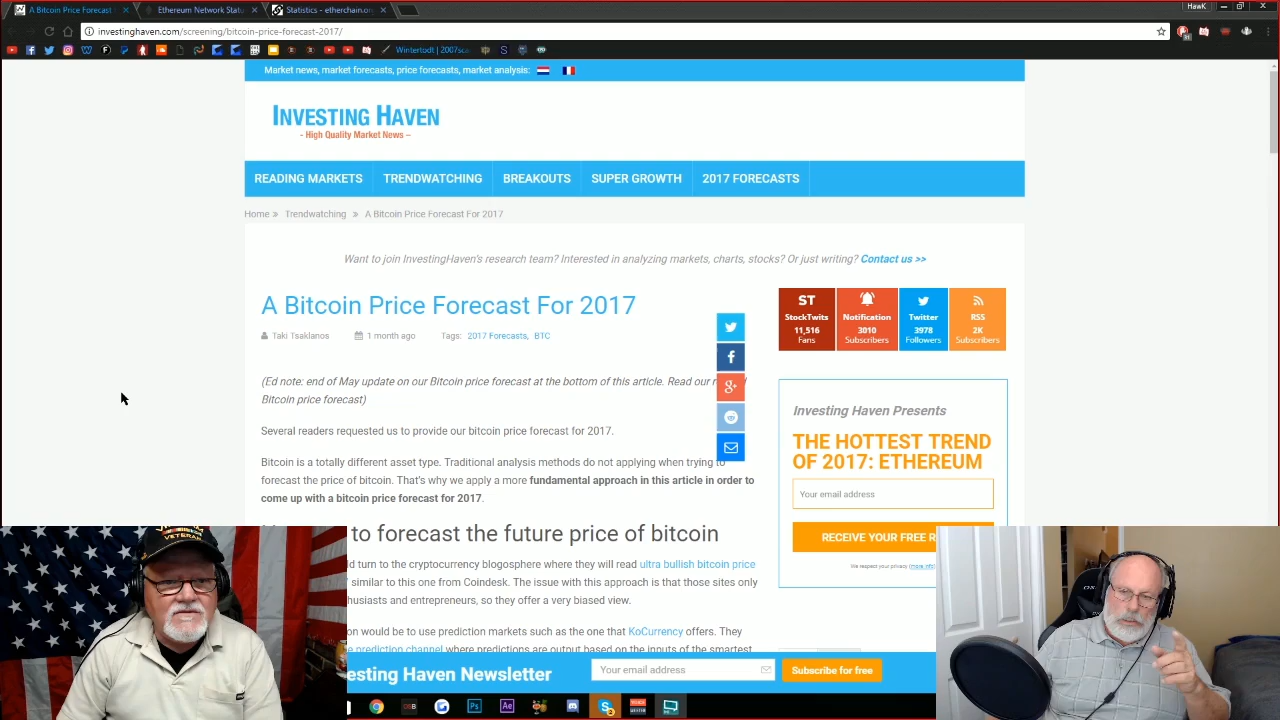 A Bitcoin Price Forecast
Ethereum Network Statu
Statistics - etherchain.org
HawK
investinghaven.com/screening/bitcoin-price-forecast-2017/
Wintertodt | 2007sca
Market news, market forecasts, price forecasts, market analysis:
INVESTING HAVEN
- High Quality Market News –
READING MARKETS
TRENDWATCHING
BREAKOUTS
SUPER GROWTH
2017 FORECASTS
Home » Trendwatching » A Bitcoin Price Forecast For 2017
Want to join InvestingHaven's research team? Interested in analyzing markets, charts, stocks? Or just writing? Contact us >>
A Bitcoin Price Forecast For 2017
Taki Tsaklanos 1 month ago Tags: 2017 Forecasts, BTC
(Ed note: end of May update on our Bitcoin price forecast at the bottom of this article. Read our
Bitcoin price forecast)
Several readers requested us to provide our bitcoin price forecast for 2017.
Bitcoin is a totally different asset type. Traditional analysis methods do not applying when trying to
forecast the price of bitcoin. That's why we apply a more fundamental approach in this article in order to
come up with a bitcoin price forecast for 2017.
to forecast the future price of bitcoin
d turn to the cryptocurrency blogosphere where they will read ultra bullish bitcoin price
similar to this one from Coindesk. The issue with this approach is that those sites only
husiasts and entrepreneurs, so they offer a very biased view.
on would be to use prediction markets such as the one that KoCurrency offers. They
e prediction channel where predictions are output based on the inputs of the smartest
ST
StockTwits
11,516
Fans
Notification
3010
Subscribers
Twitter
3978
Followers
RSS
2K
Subscribers
Investing Haven Presents
THE HOTTEST TREND
OF 2017: ETHEREUM
Your email address
RECEIVE YOUR FREE R
We respect your privacy (more info)
esting Haven Newsletter
Your email address
Subscribe for free
VETERAN